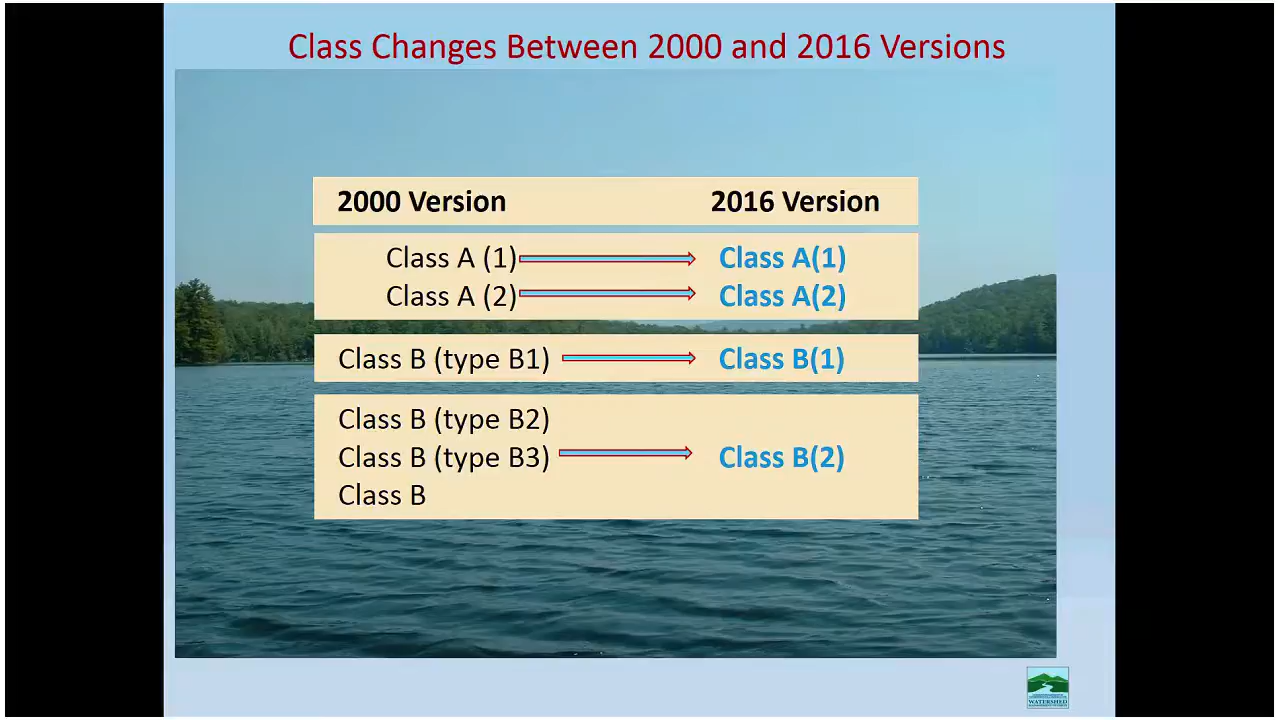 Class Changes Between 2000 and 2016 Versions
2000 Version 2016 Version
Class A (1) Class A(1)
Class A (2) Class A(2)
Class B (type B1) Class B(1)
Class B (type B2)
Class B (type B3) Class B(2)
Class B
WATERSHED